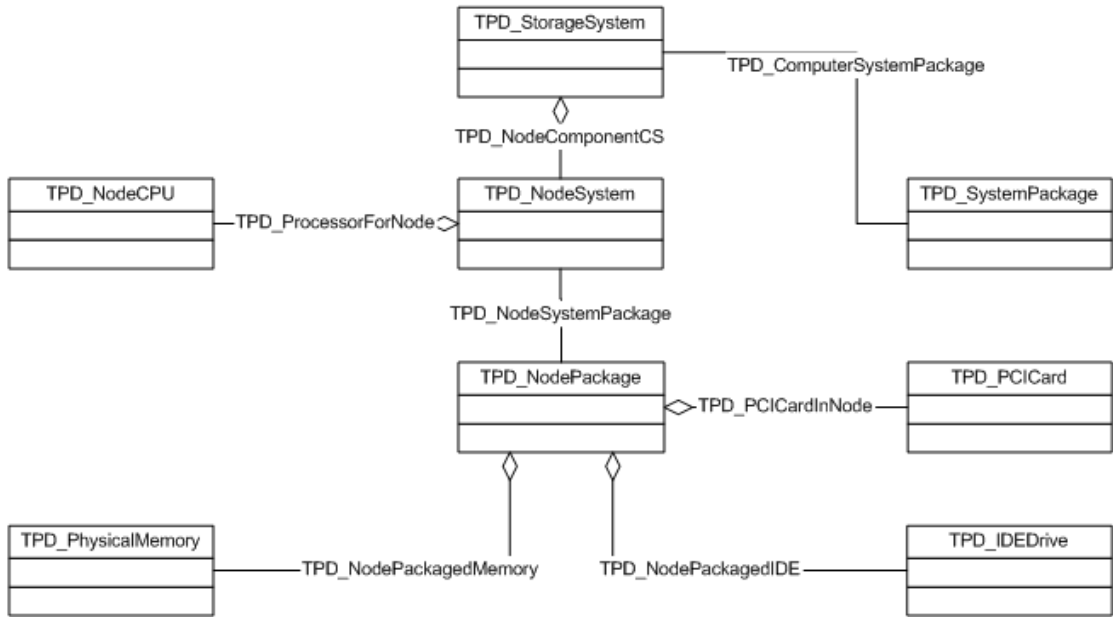 TPD_StorageSystem
TPD_ComputerSystemPackage
TPD_NodeComponentCS
TPD_NodeCPU
TPD_NodeSystem
TPD_SystemPackage
TPD_ProcessorForNode
TPD_NodeSystemPackage
TPD_NodePackage
TPD_PCICard
TPD_PCICardInNode
TPD_PhysicalMemory
TPD_IDEDrive
TPD_NodePackagedMemory
TPD_NodePackagedIDE